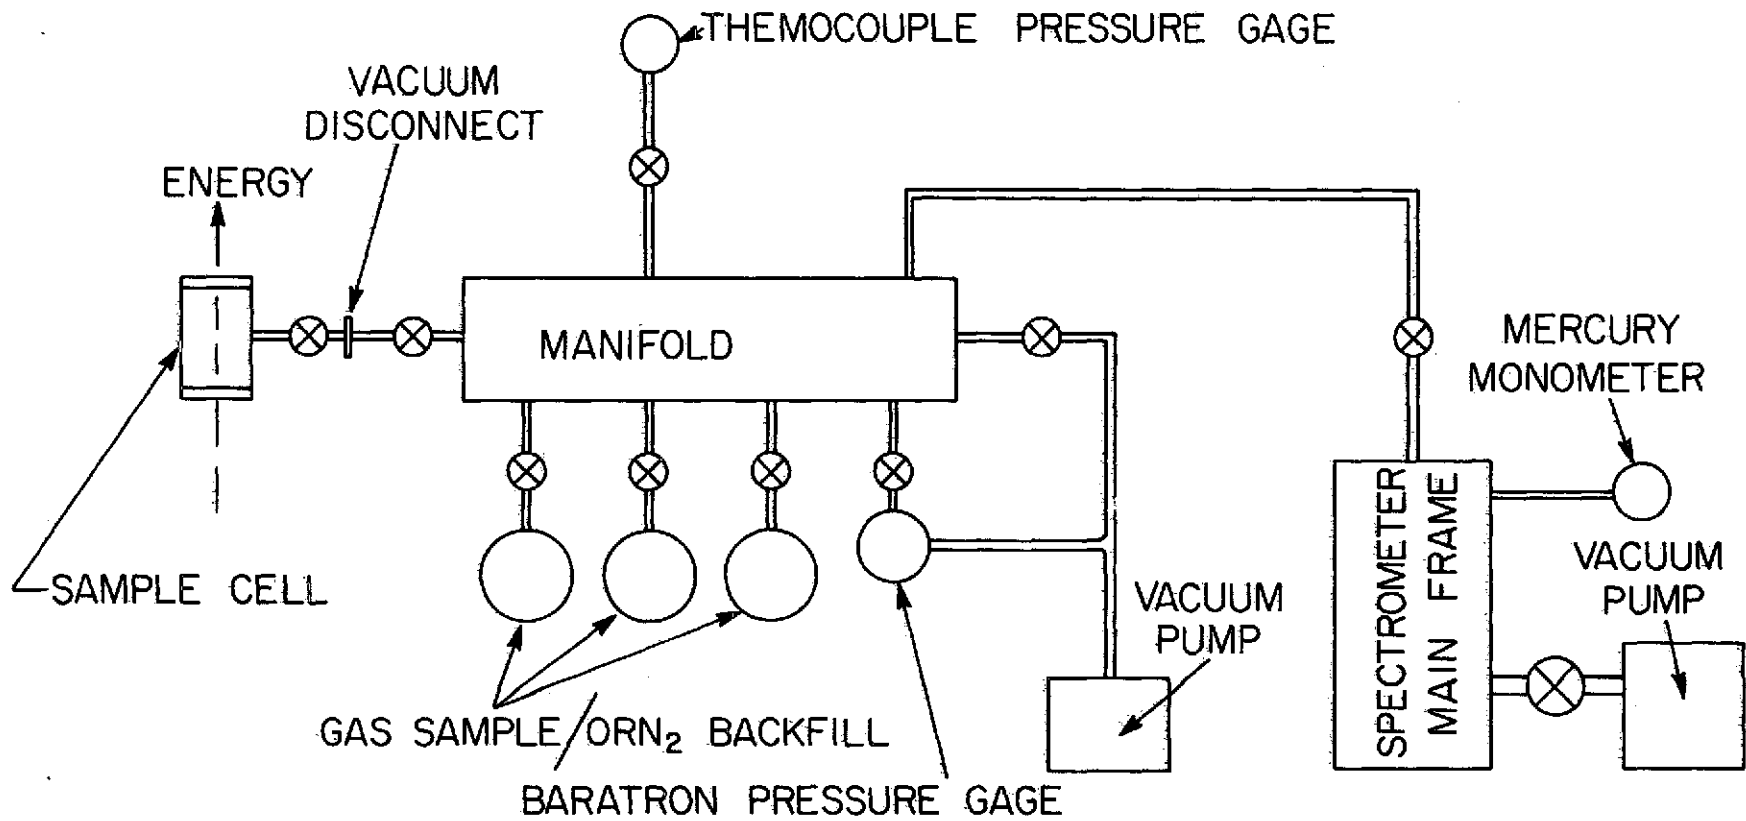 THEMOCOUPLE PRESSURE GAGE
VACUUM
DISCONNECT
ENERGY
MANIFOLD
MERCURY
MONOMETER
SAMPLE CELL
VACUUM
PUMP
SPECTROMETER
MAIN FRAME
VACUUM
PUMP
GAS SAMPLE/ORN₂ BACKFILL
BARATRON PRESSURE GAGE